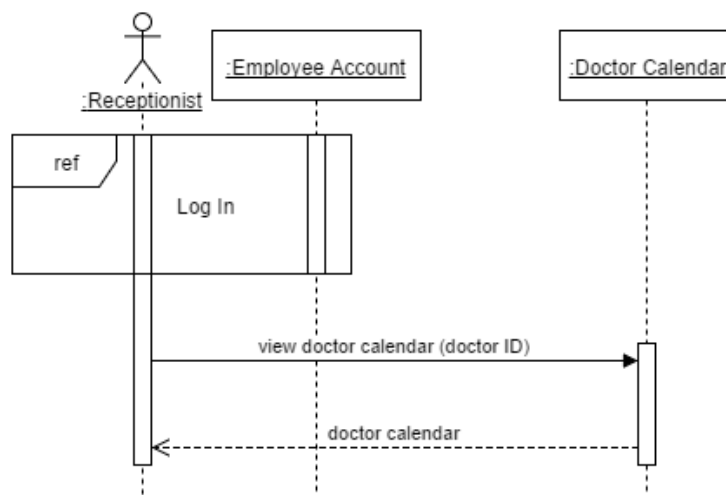 :Employee Account
:Doctor Calendar
:Receptionist
ref
Log In
view doctor calendar (doctor ID)
doctor calendar